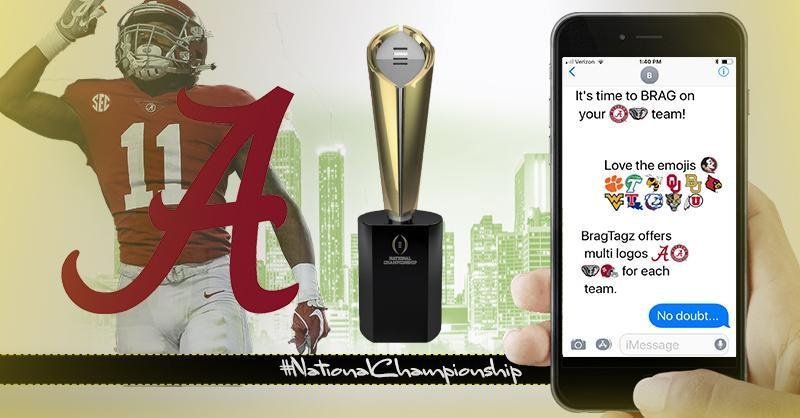 SEC
11
A
NATIONAL
CHAMPIONSHIP
#NationalChampionship
Verizon
1:40 PM
B
It's time to BRAG on
your team!
Love the emojis
BragTagz offers
multi logos
for each
team.
No doubt...
iMessage